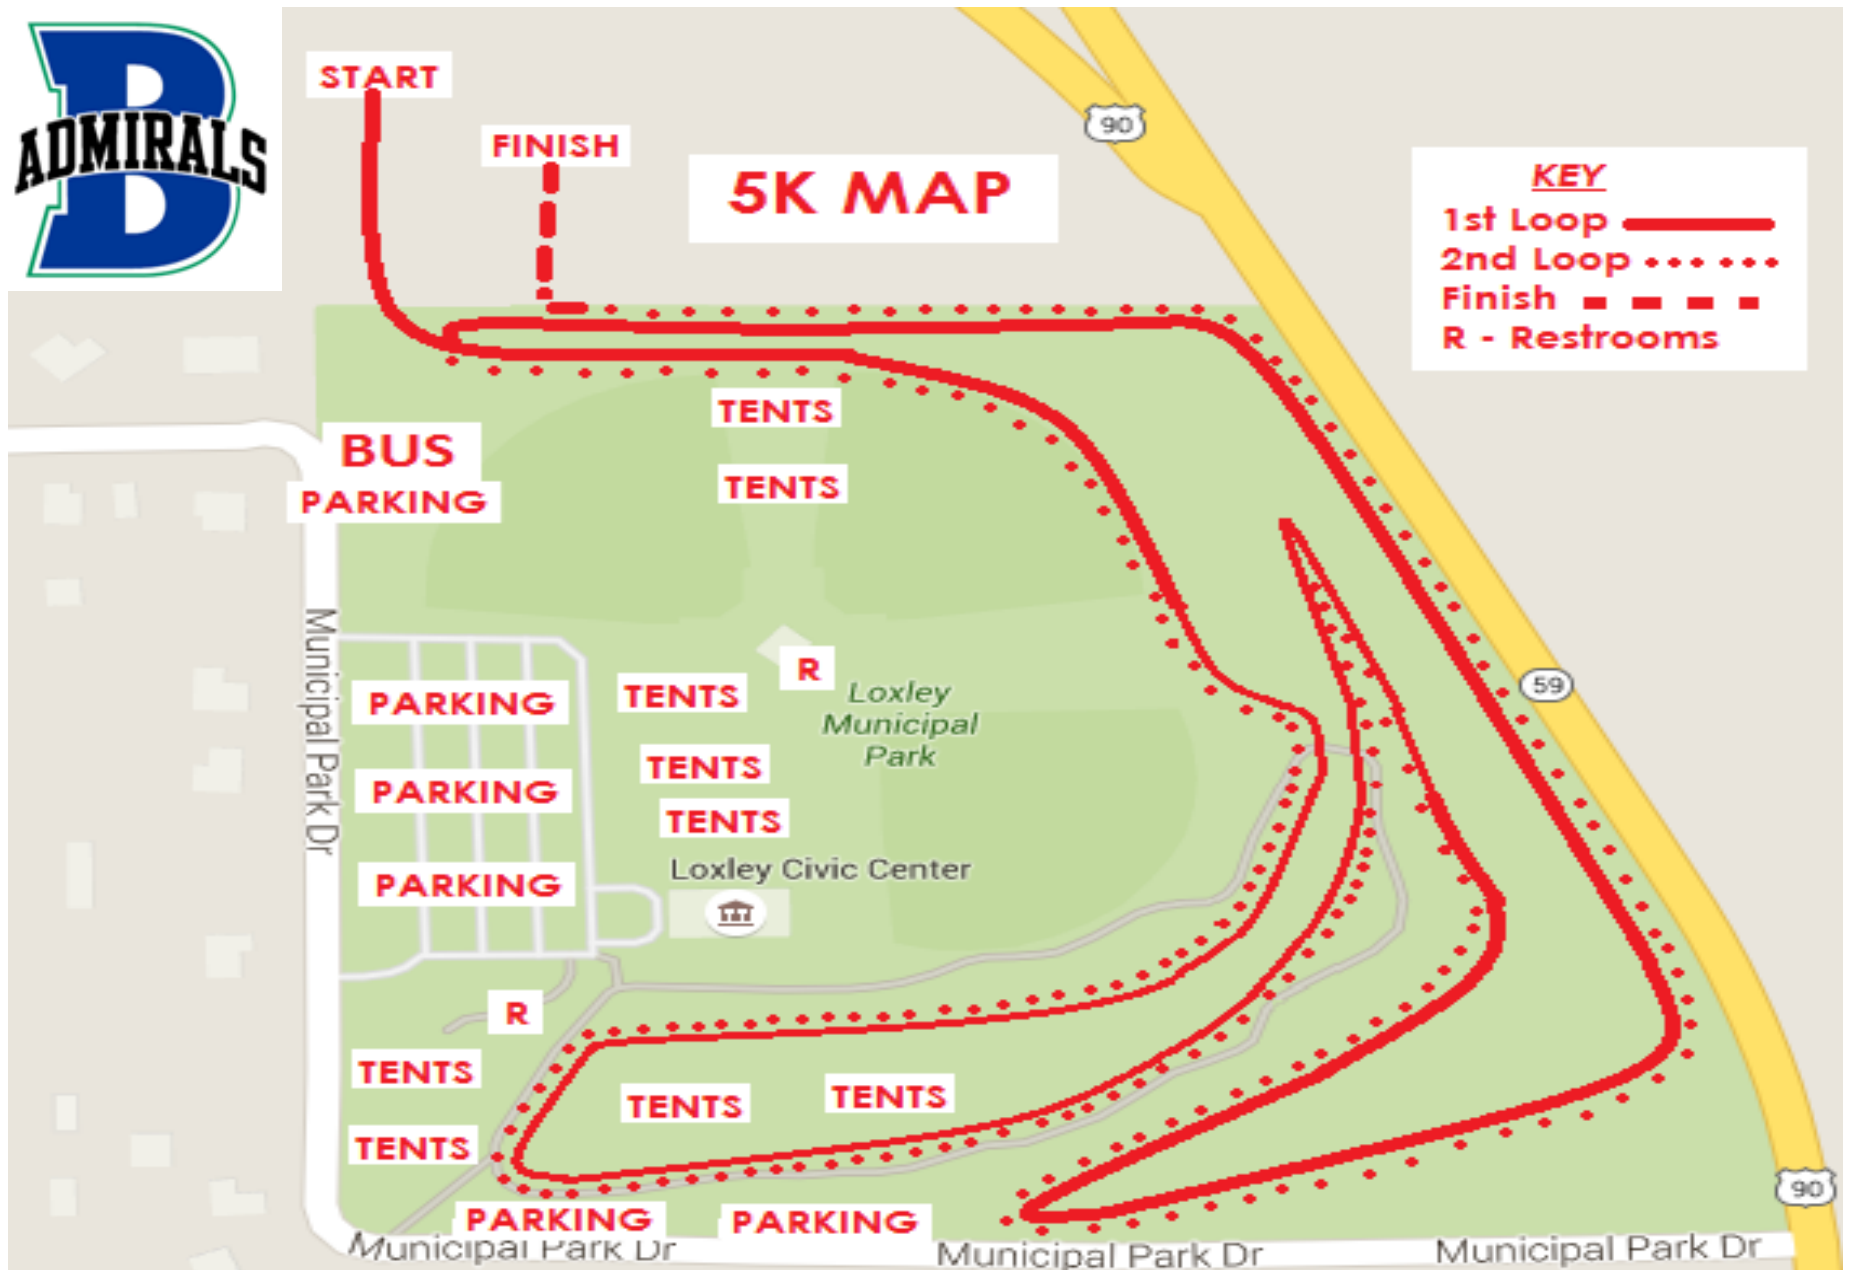 B
ADMIRALS
START
FINISH
5K MAP
90
KEY
1st Loop
2nd Loop
Finish
R - Restrooms
TENTS
BUS
PARKING
TENTS
Municipal Park Dr
R
PARKING
TENTS
Loxley
Municipal
Park
59
TENTS
PARKING
TENTS
Loxley Civic Center
PARKING
R
TENTS
TENTS
TENTS
TENTS
90
PARKING
PARKING
Municipal Park Dr
Municipal Park Dr
Municipal Park Dr